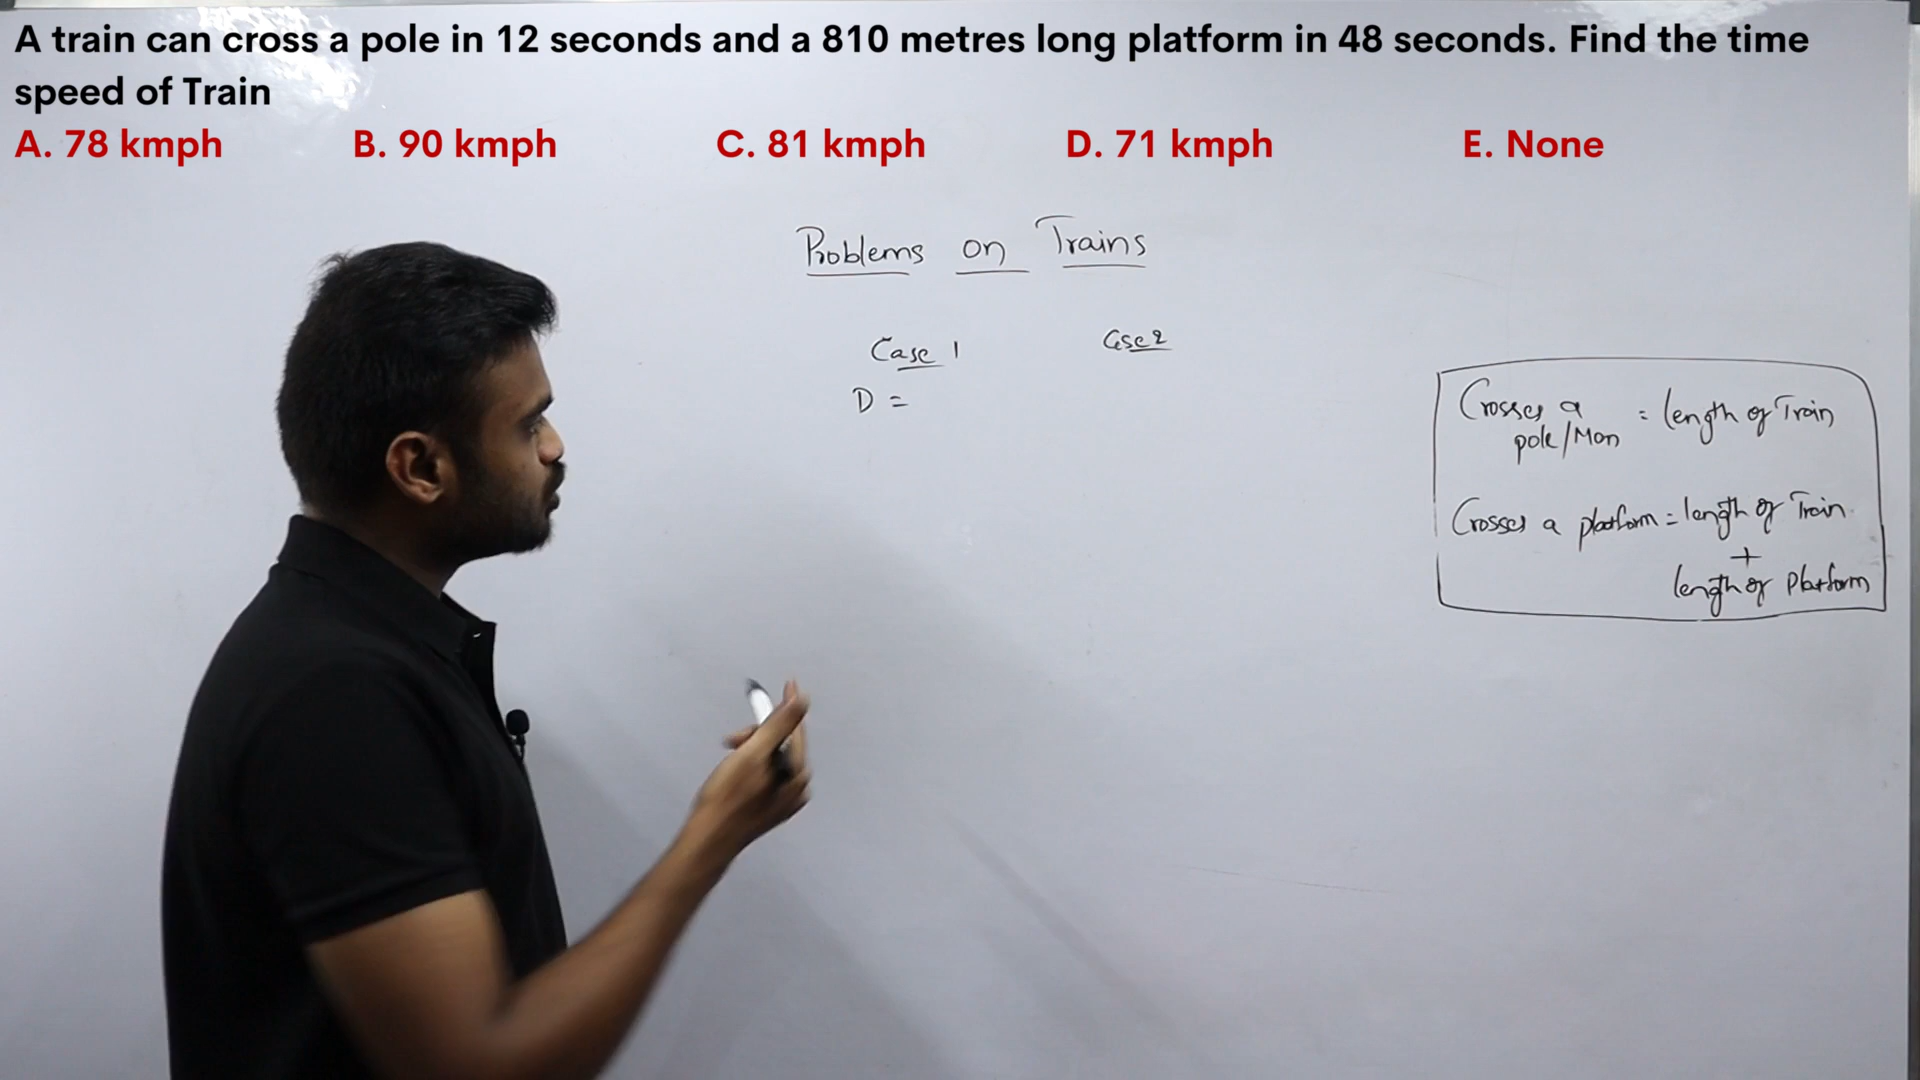 A train can cross a pole in 12 seconds and a 810 metres long platform in 48 seconds. Find the time
speed of Train
A. 78 kmph B. 90 kmph C. 81 kmph D. 71 kmph E. None
Problems on Trains
Case 1 Case 2
D =
Crosses a = length of Train
pole/Man
Crosses a platform = length of Train
+
length of Platform